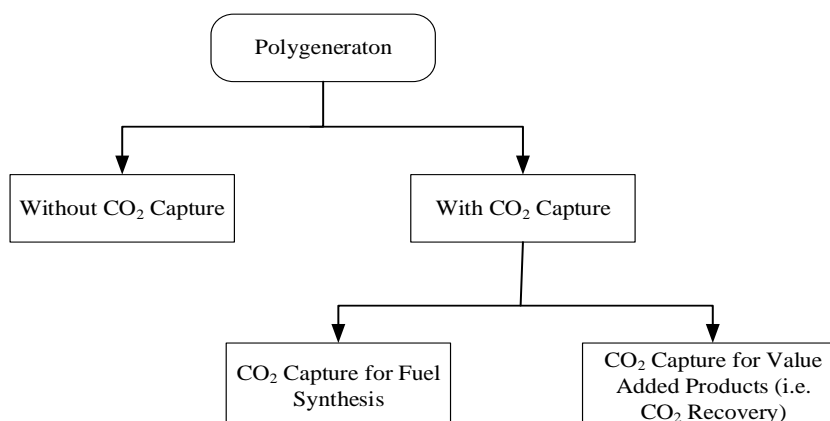 Polygeneraton
Without CO₂ Capture
With CO₂ Capture
CO₂ Capture for Fuel
Synthesis
CO₂ Capture for Value
Added Products (i.e.
CO₂ Recovery)